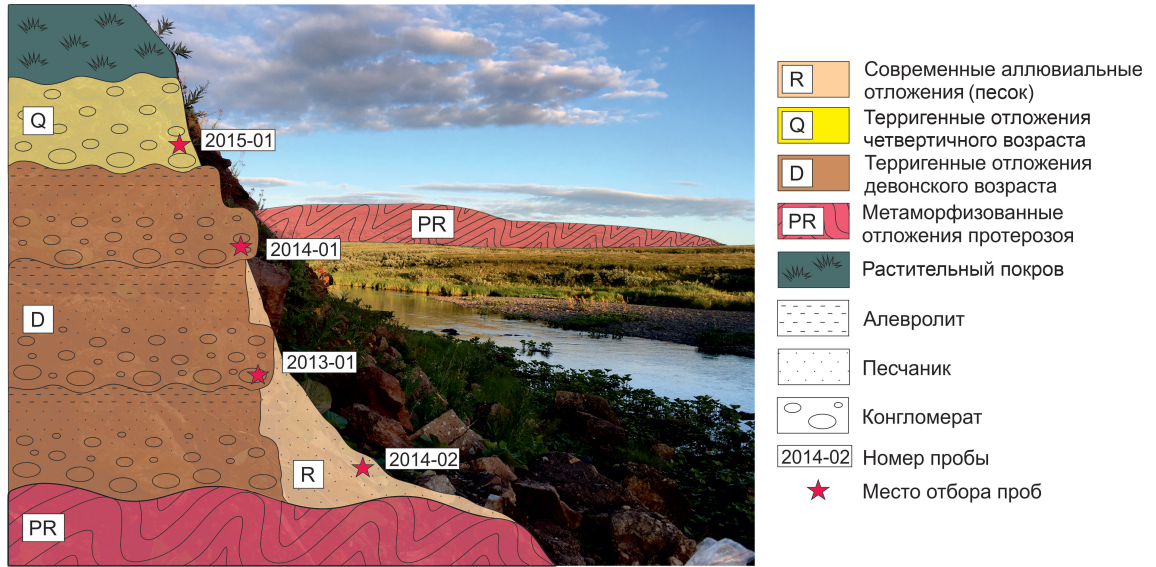 Q
2015-01
PR
2014-01
D
2013-01
2014-02
R
PR
R
Современные аллювиальные
отложения (песок)
Q
Терригенные отложения
четвертичного возраста
D
Терригенные отложения
девонского возраста
PR
Метаморфизованные
отложения протерозоя
Растительный покров
Алевролит
Песчаник
Конгломерат
2014-02 Номер пробы
Место отбора проб